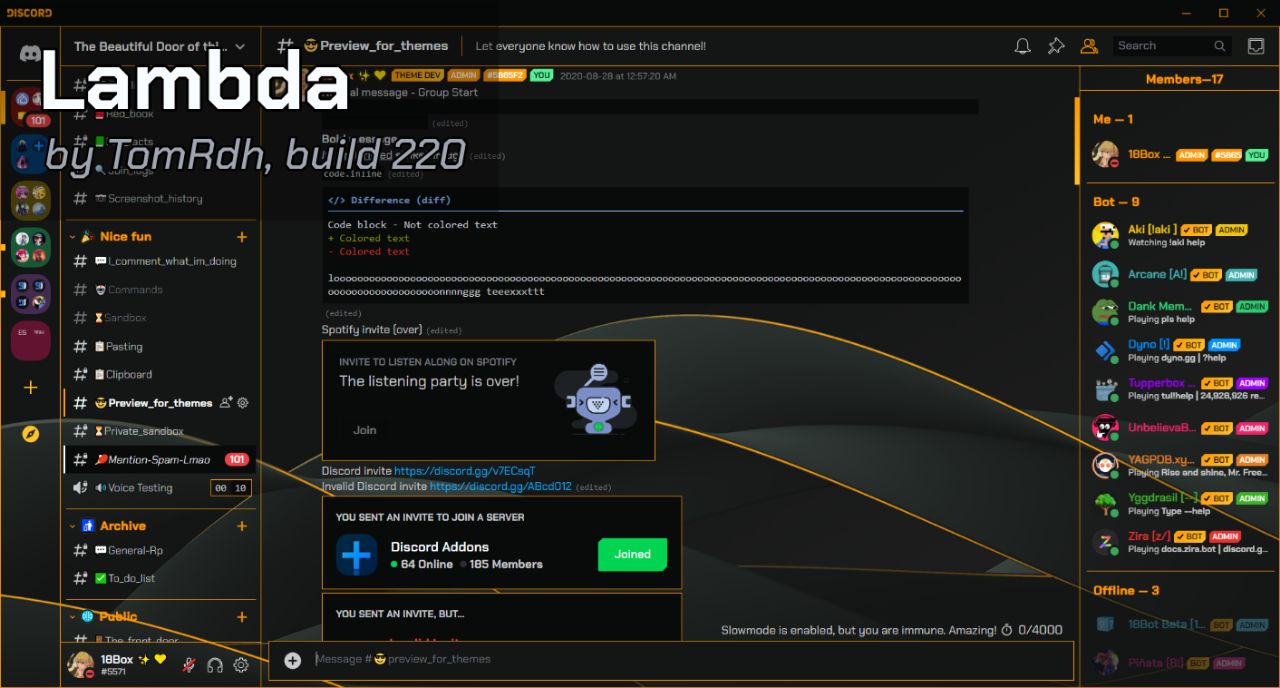 DISCORD
The Beautiful Door of th
# Preview_for_themes
Let everyone know how to use this channel!
Search
Lambda
by TomRdh, build 220
101
# Red_book
# Screenshot_history
Nice fun +
# I_comment_what_im_doing
# Commands
# Sandbox
# Pasting
# Clipboard
# Preview_for_themes
# Private_sandbox
# Mention-Spam-Lmao 101
Voice Testing 00 10
Archive +
# General-Rp
# To_do_list
Public +
# The_front_door
18Box
#5571
THEME DEV ADMIN #5865F2 YOU 2020-08-28 at 12:57:20 AM
message - Group Start
(edited)
(edited)
code.inline (edited)
</> Difference (diff)
Code block - Not colored text
+ Colored text
- Colored text
(edited)
Spotify invite [over] (edited)
INVITE TO LISTEN ALONG ON SPOTIFY
The listening party is over!
Join
Discord invite https://discord.gg/v7ECsqT
Invalid Discord invite https://discord.gg/ABcd012 (edited)
YOU SENT AN INVITE TO JOIN A SERVER
Discord Addons
64 Online 185 Members
Joined
YOU SENT AN INVITE, BUT...
Slowmode is enabled, but you are immune. Amazing! 0/4000
Message # preview_for_themes
Members—17
Me — 1
18Box ... ADMIN #5865 YOU
Bot — 9
Aki [!aki ] ✓ BOT ADMIN
Watching !aki help
Arcane [A!] ✓ BOT ADMIN
Dank Mem... ✓ BOT ADMIN
Playing pls help
Dyno [!] ✓ BOT ADMIN
Playing dyno.gg | ?help
Tupperbox ... ✓ BOT ADMIN
Playing tul!help | 24,928,926 re...
UnbelievaB... ✓ BOT ADMIN
YAGPDB.xy... ✓ BOT ADMIN
Playing Rise and shine, Mr. Free...
Yggdrasil [--] ✓ BOT ADMIN
Playing Type --help
Zira [z/] ✓ BOT ADMIN
Playing docs.zira.bot | discord.g...
Offline — 3
18Bot Beta [1... BOT ADMIN
Piñata [B!] BOT ADMIN